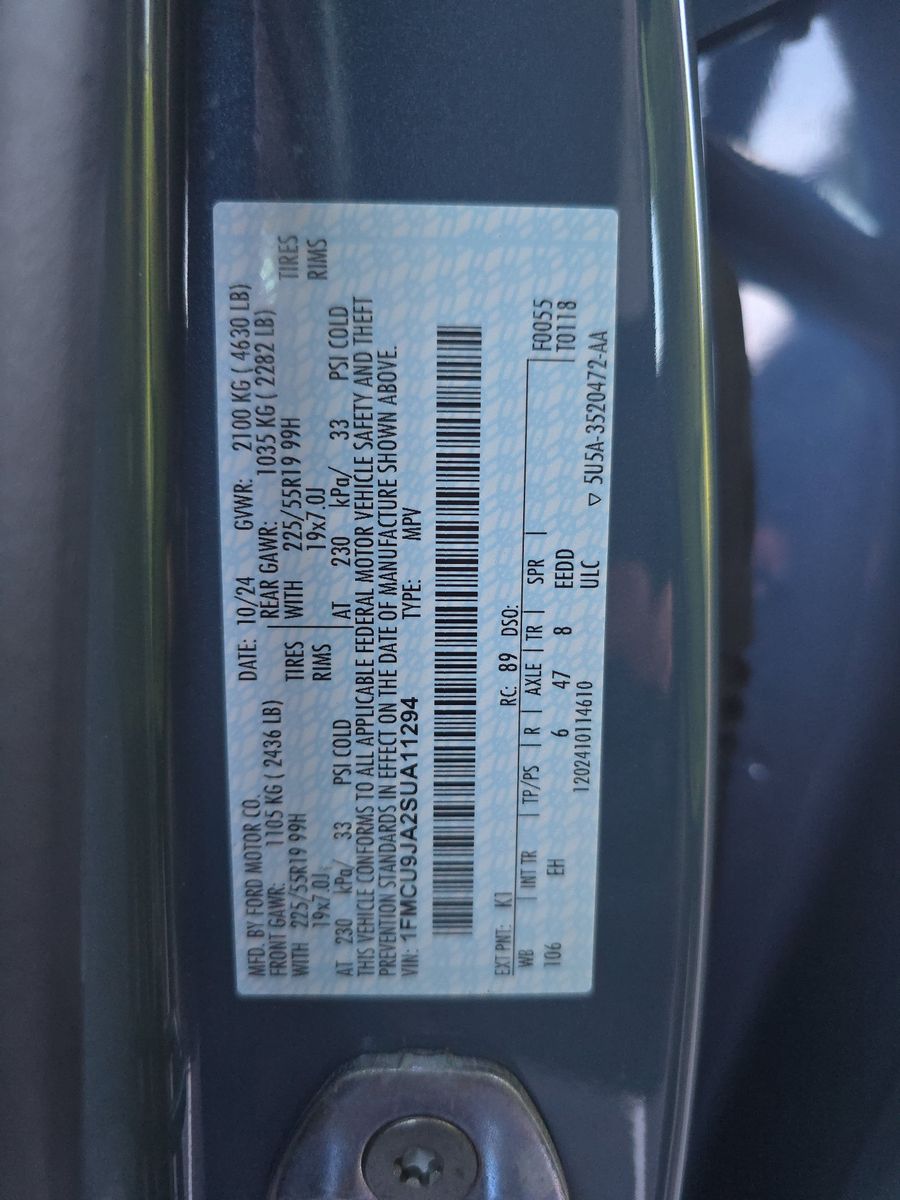 MFD. BY FORD MOTOR CO. DATE: 10/24 GVWR: 2100 KG ( 4630 LB)
FRONT GAWR: 1105 KG ( 2436 LB) REAR GAWR: 1035 KG ( 2282 LB)
WITH 225/55R19 99H TIRES WITH 225/55R19 99H TIRES
19x7.0J RIMS 19x7.0J RIMS
AT 230 kPa/ 33 PSI COLD AT 230 kPa/ 33 PSI COLD
THIS VEHICLE CONFORMS TO ALL APPLICABLE FEDERAL MOTOR VEHICLE SAFETY AND THEFT
PREVENTION STANDARDS IN EFFECT ON THE DATE OF MANUFACTURE SHOWN ABOVE.
VIN: 1FMCU9JA2SUA11294 TYPE: MPV
EXT PNT: K1 RC: 89 DSO:
WB | INT TR | TP/PS | R | AXLE | TR | SPR | F0055
106 EH 6 47 8 EEDD T0118
1202410114610 ULC ▽ 5U5A-3520472-AA